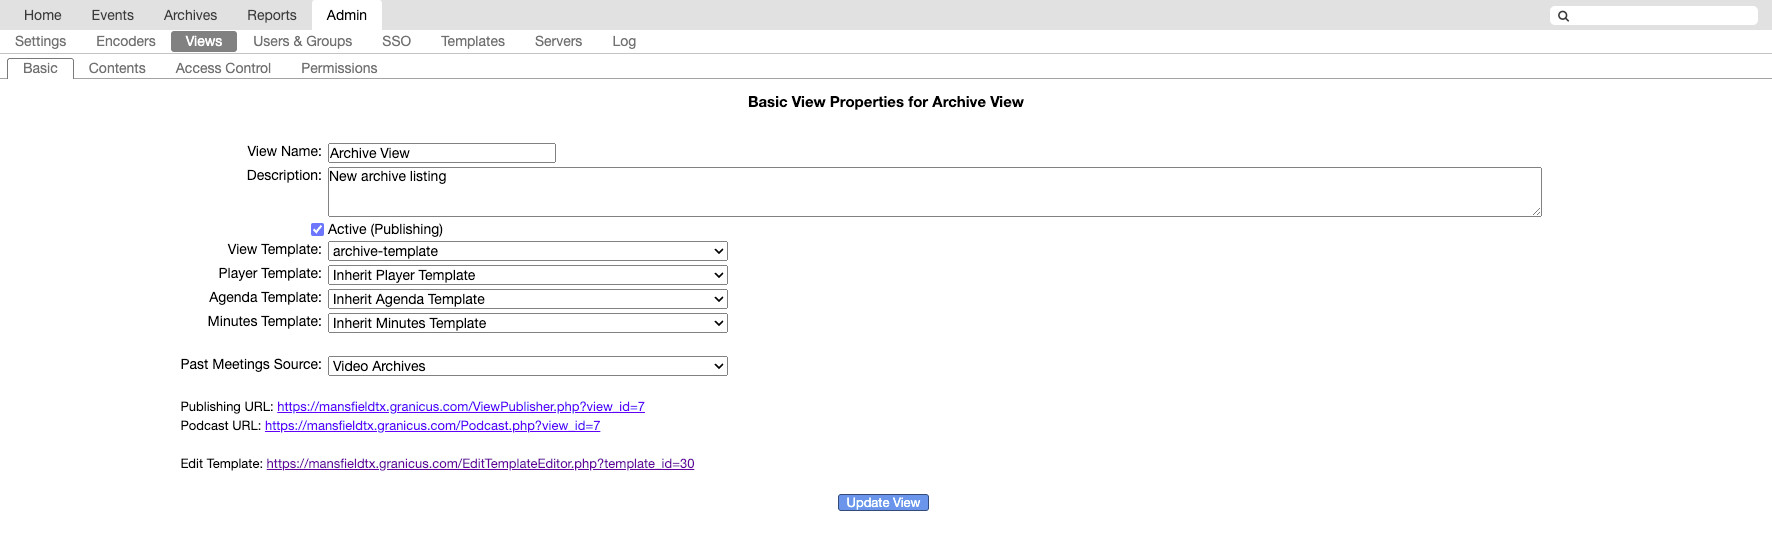 Home Events Archives Reports Admin
Settings Encoders Views Users & Groups SSO Templates Servers Log
Basic Contents Access Control Permissions
Basic View Properties for Archive View
View Name: Archive View
Description: New archive listing
Active (Publishing)
View Template: archive-template
Player Template: Inherit Player Template
Agenda Template: Inherit Agenda Template
Minutes Template: Inherit Minutes Template
Past Meetings Source: Video Archives
Publishing URL: https://mansfieldtx.granicus.com/ViewPublisher.php?view_id=7
Podcast URL: https://mansfieldtx.granicus.com/Podcast.php?view_id=7
Edit Template: https://mansfieldtx.granicus.com/EditTemplateEditor.php?template_id=30
Update View